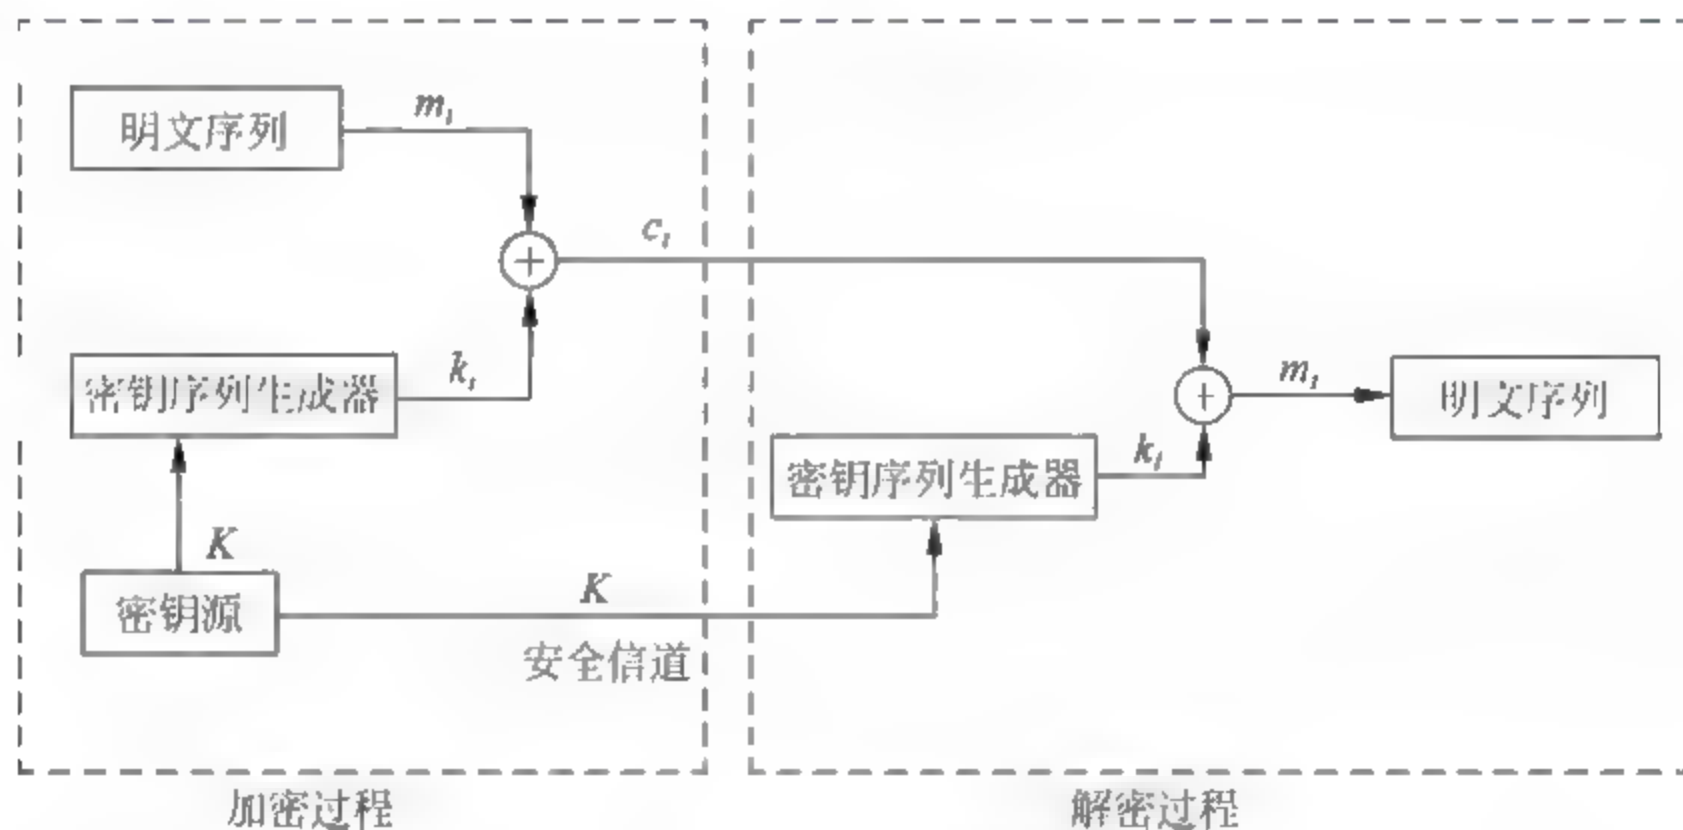 明文序列
m_i
c_i
密钥序列生成器
k_i
K
密钥源
K
安全信道
加密过程
密钥序列生成器
k_i
m_i
明文序列
解密过程